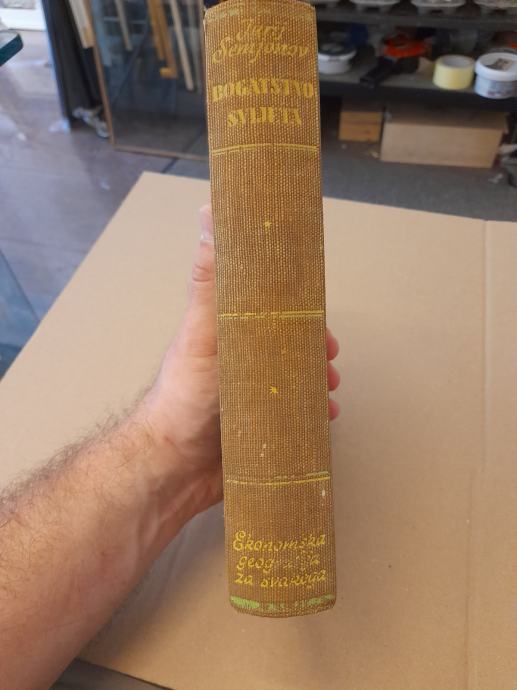 Jurij
Semjonov
BOGATSTVO
SVIJETA
Ekonomska
geografija
za svakoga